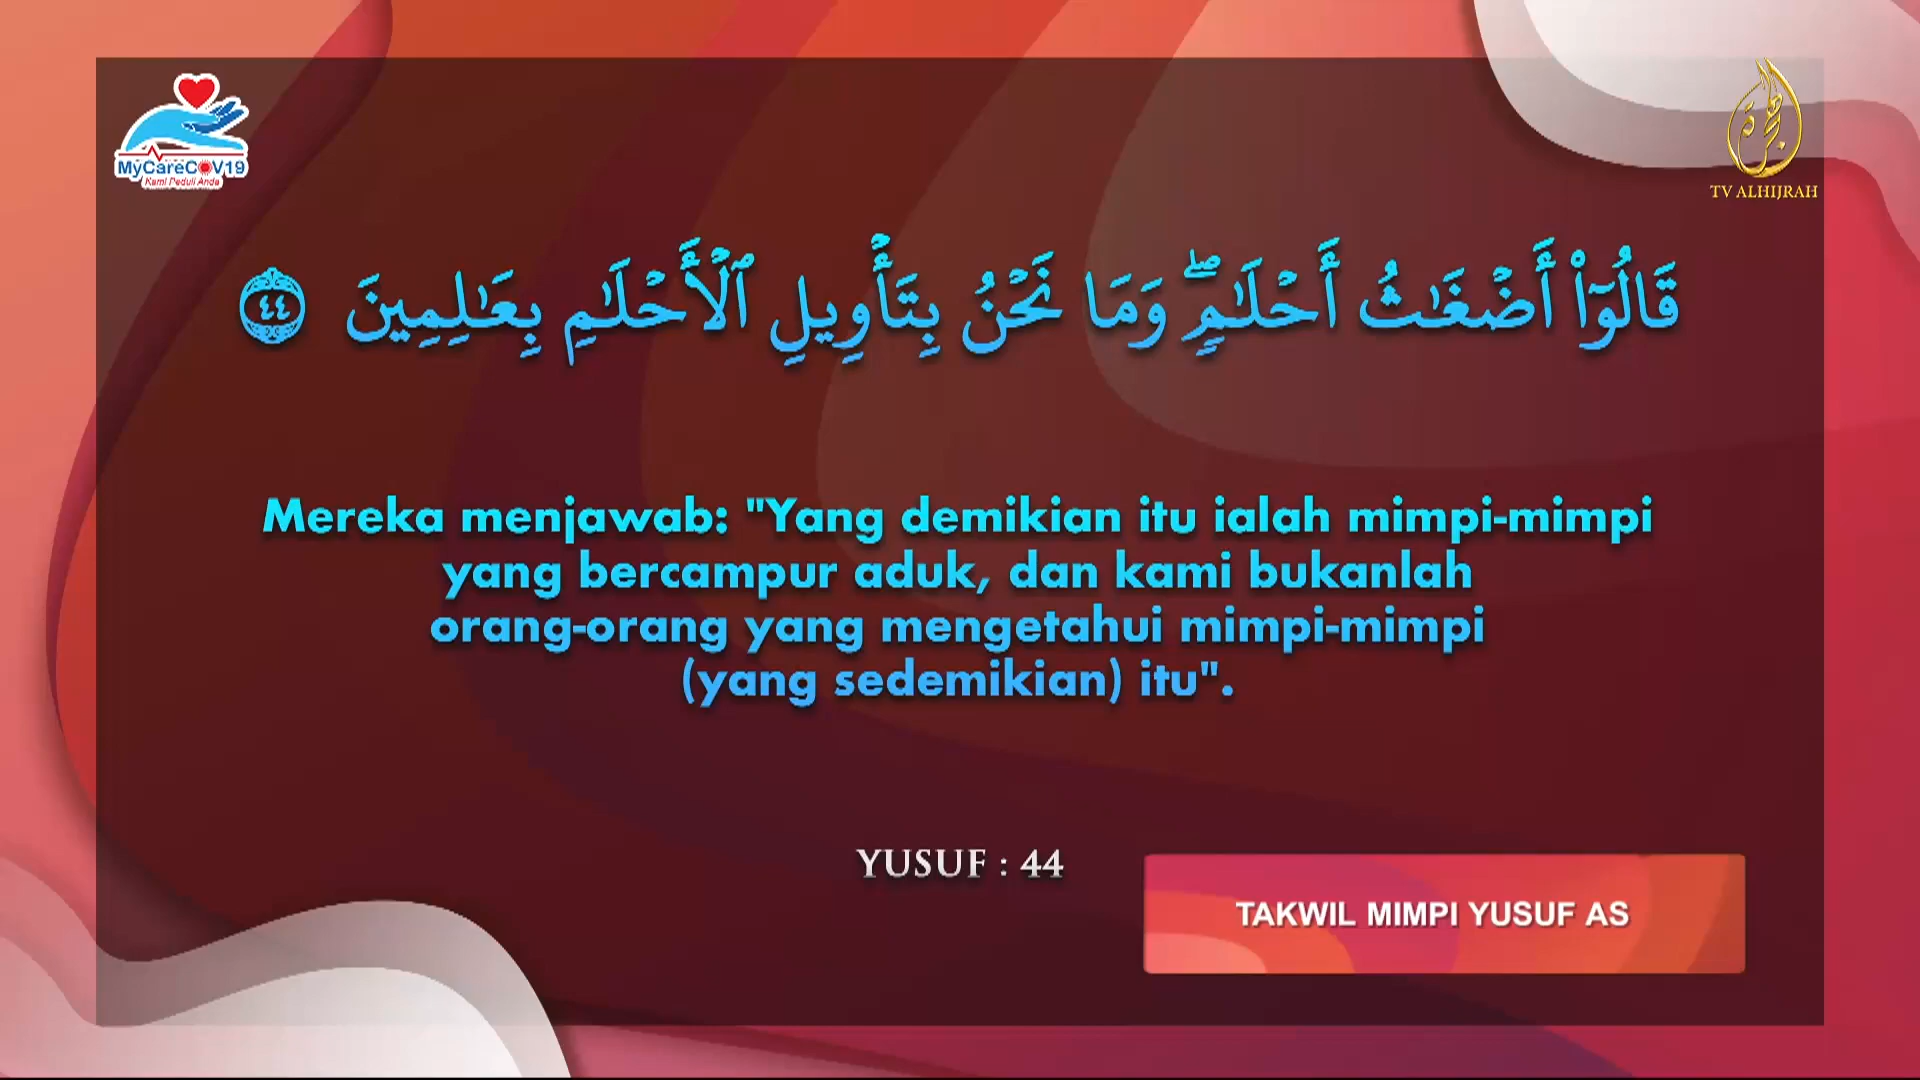 MyCareCOV19
Kami Peduli Anda
TV ALHIJRAH
قَالُوٓا۟ أَضْغَٰثُ أَحْلَٰمٍۖ وَمَا نَحْنُ بِتَأْوِيلِ ٱلْأَحْلَٰمِ بِعَٰلِمِينَ ٤٤
Mereka menjawab: "Yang demikian itu ialah mimpi-mimpi
yang bercampur aduk, dan kami bukanlah
orang-orang yang mengetahui mimpi-mimpi
(yang sedemikian) itu".
YUSUF : 44
TAKWIL MIMPI YUSUF AS